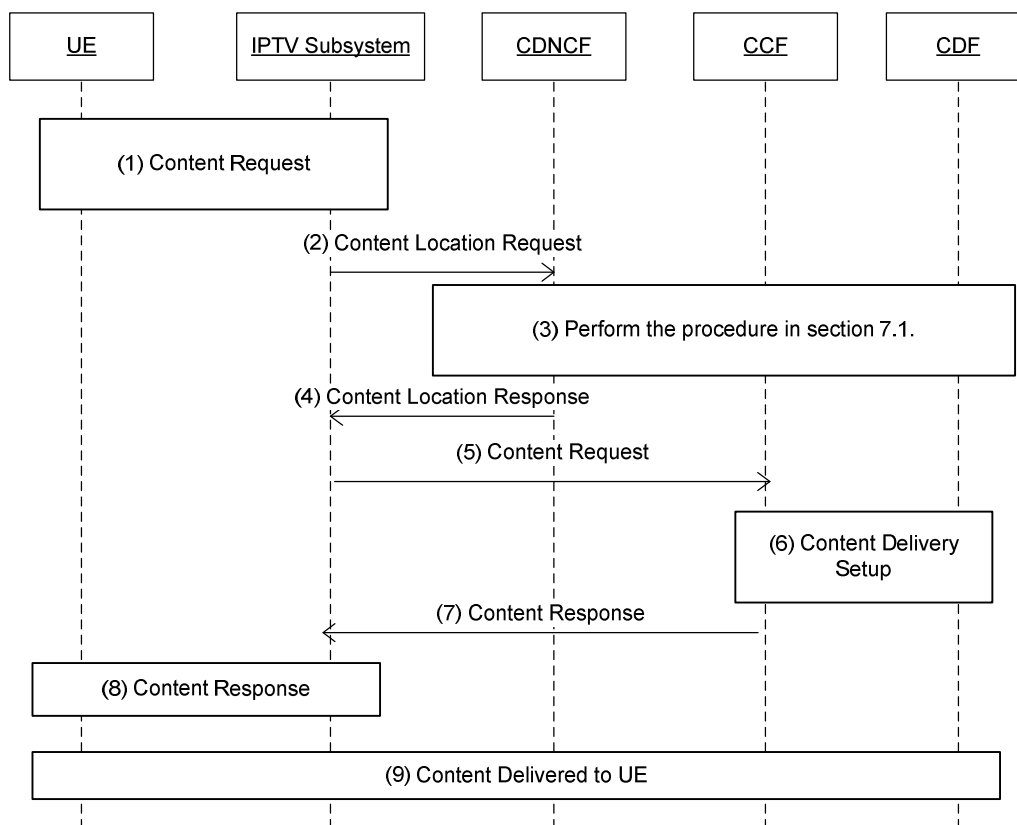 UE
IPTV Subsystem
CDNCF
CCF
CDF
(1) Content Request
(2) Content Location Request
(3) Perform the procedure in section 7.1.
(4) Content Location Response
(5) Content Request
(6) Content Delivery
Setup
(7) Content Response
(8) Content Response
(9) Content Delivered to UE